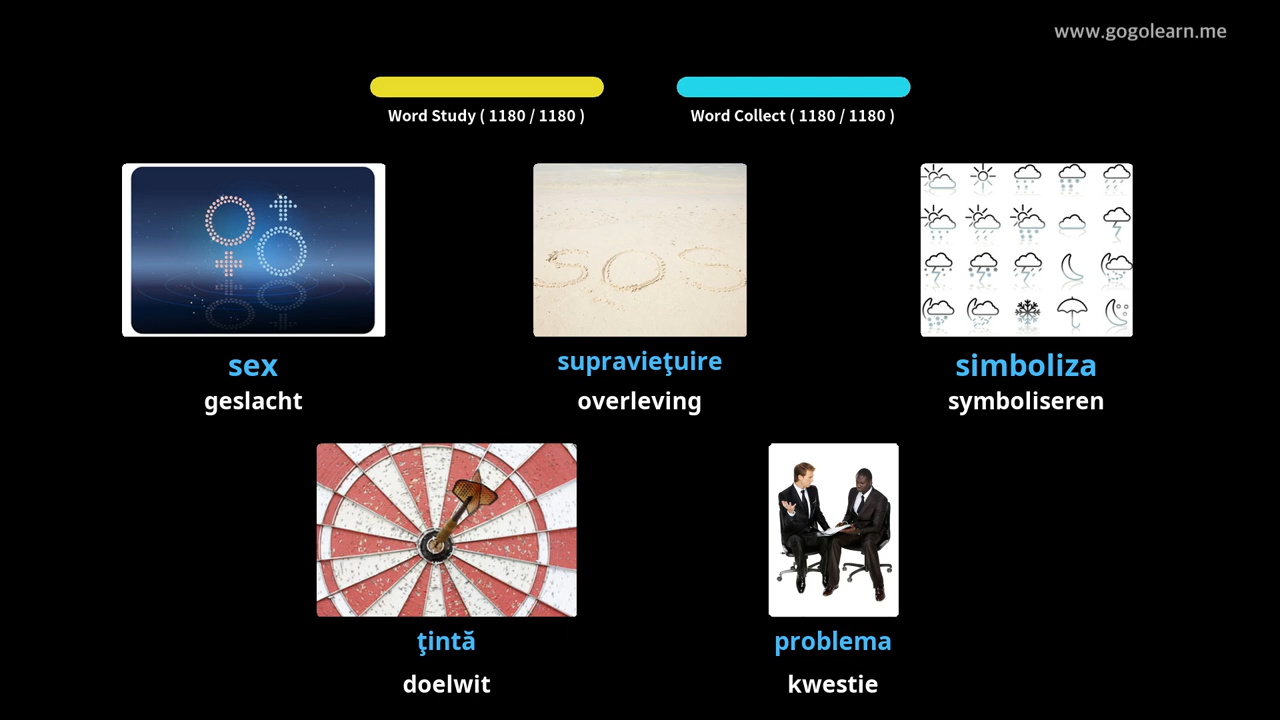 www.gogolearn.me
Word Study ( 1180 / 1180 )
Word Collect ( 1180 / 1180 )
SOS
sex
supravieţuire
simboliza
geslacht
overleving
symboliseren
ţintă
problema
doelwit
kwestie